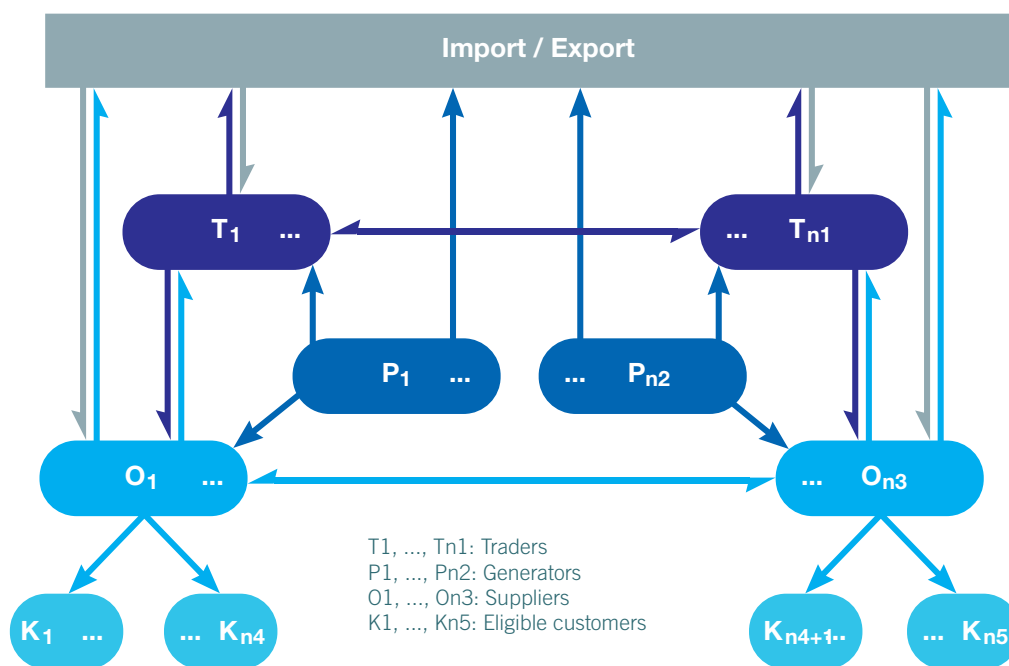 Import / Export
T1 ...
... Tn1
P1 ...
... Pn2
O1 ...
... On3
T1, ..., Tn1: Traders
P1, ..., Pn2: Generators
O1, ..., On3: Suppliers
K1, ..., Kn5: Eligible customers
K1 ...
... Kn4
Kn4+1...
... Kn5